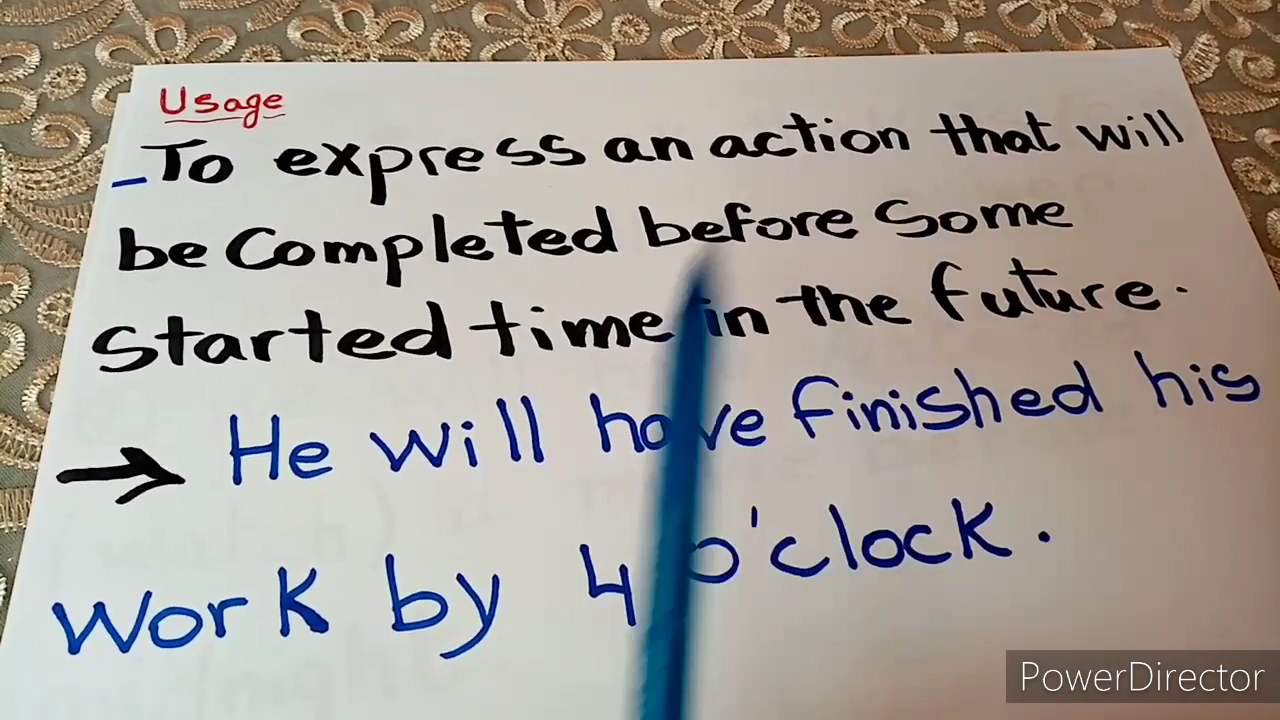 Usage
_To express an action that will
be completed before some
started time in the future.
→ He will have finished his
work by 4 o'clock.
PowerDirector